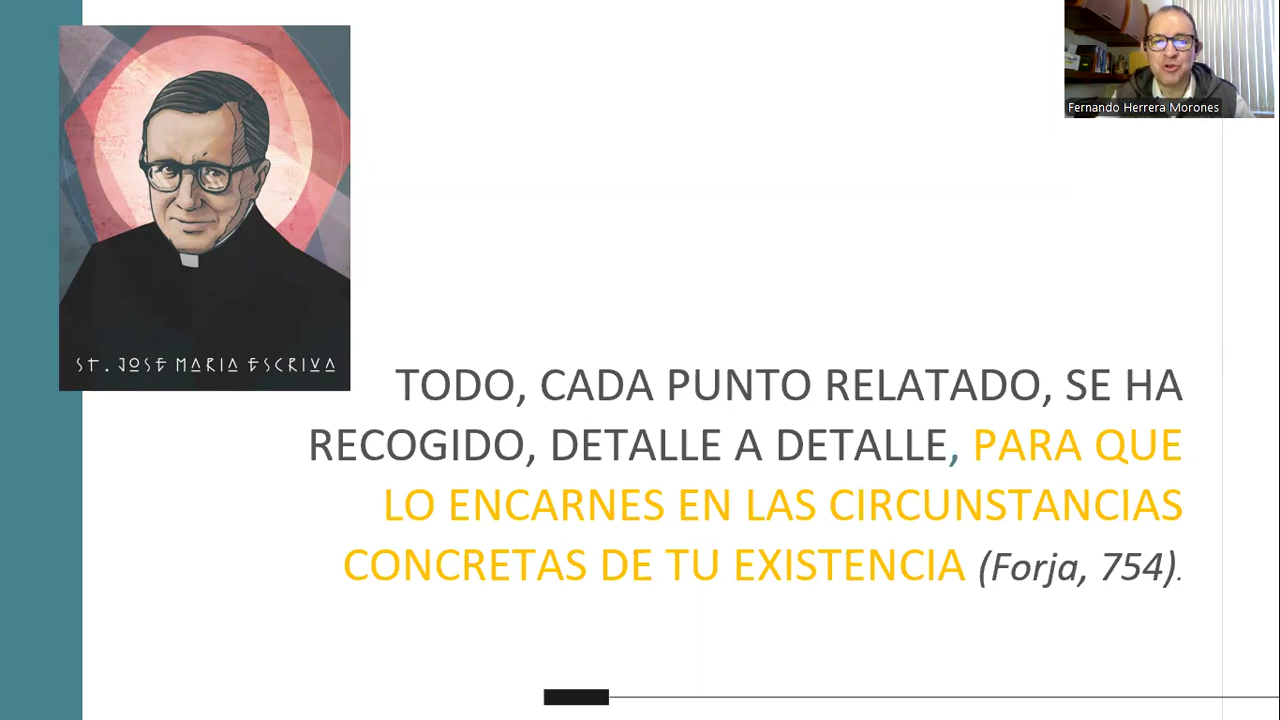 Fernando Herrera Morones
ST. JOSE MARIA ESCRIVA
TODO, CADA PUNTO RELATADO, SE HA
RECOGIDO, DETALLE A DETALLE, PARA QUE
LO ENCARNES EN LAS CIRCUNSTANCIAS
CONCRETAS DE TU EXISTENCIA (Forja, 754).